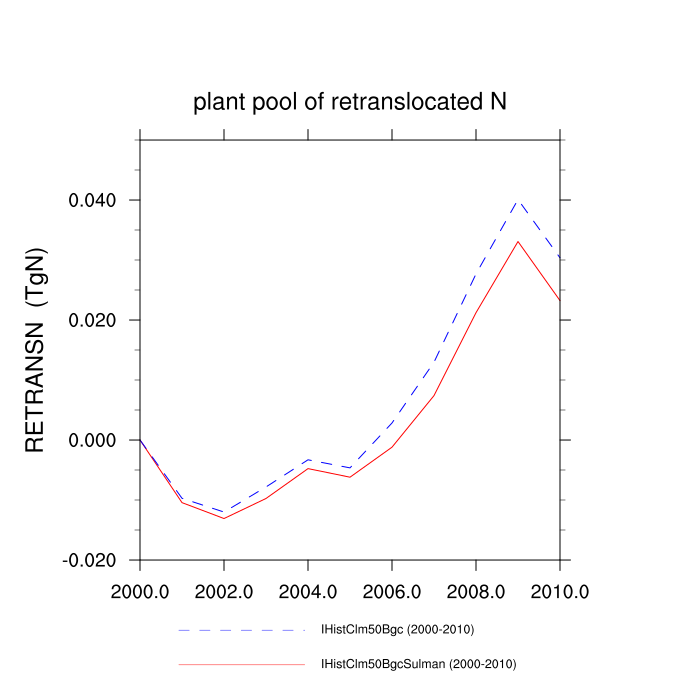 plant pool of retranslocated N
RETRANSN (TgN)
0.040
0.020
0.000
-0.020
2000.0 2002.0 2004.0 2006.0 2008.0 2010.0
IHistClm50Bgc (2000-2010)
IHistClm50BgcSulman (2000-2010)